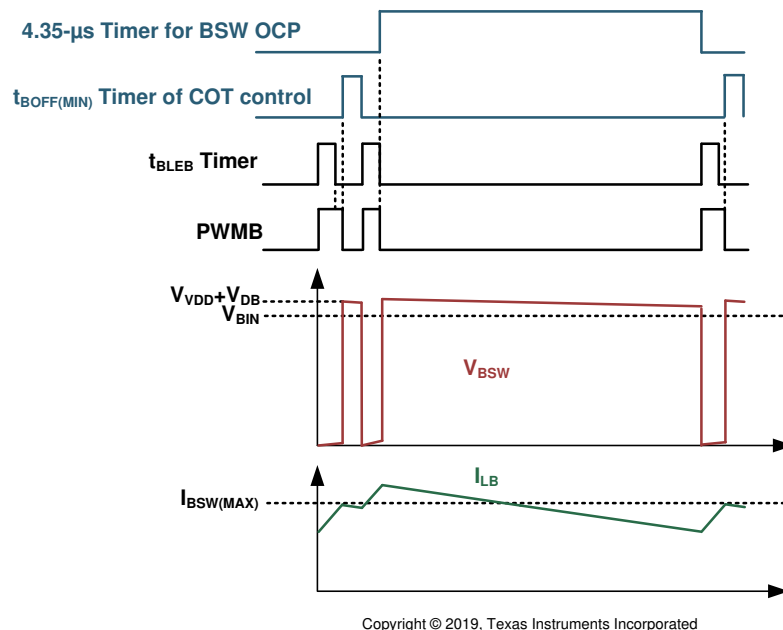 4.35-µs Timer for BSW OCP
tBOFF(MIN) Timer of COT control
tBLEB Timer
PWMB
VVDD+VDB
VBIN
VBSW
ILB
IBSW(MAX)
Copyright © 2019, Texas Instruments Incorporated